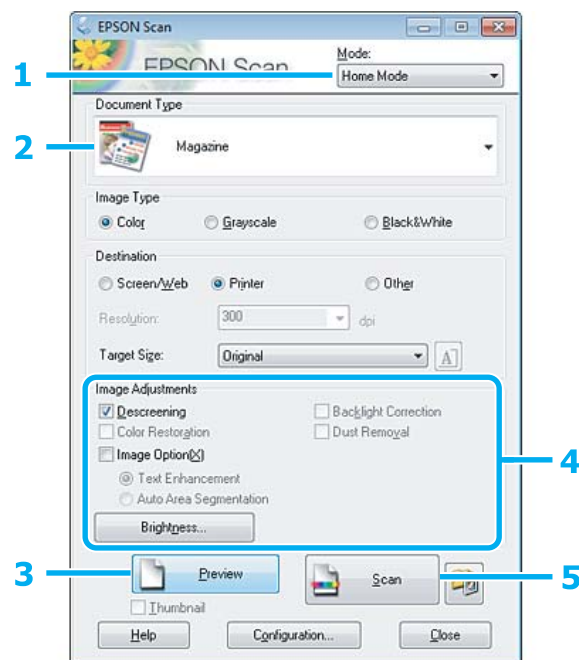 EPSON Scan
EPSON Scan
Mode:
1
Home Mode
Document Type
2
Magazine
Image Type
Color
Grayscale
Black&White
Destination
Screen/Web
Printer
Other
Resolution:
300
dpi
Target Size:
Original
A
Image Adjustments
Descreening
Backlight Correction
Color Restoration
Dust Removal
Image Option(X)
4
Text Enhancement
Auto Area Segmentation
Brightness...
3
Preview
Scan
5
Thumbnail
Help
Configuration...
Close